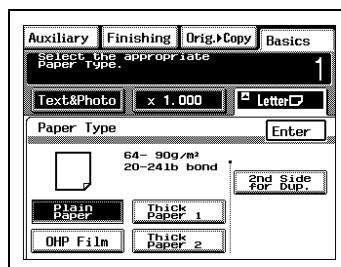 Auxiliary Finishing Orig.▸Copy Basics
Select the appropriate
Paper Type.
1
Text&Photo x 1.000 Letter
Paper Type Enter
64- 90g/m²
20-24lb bond
2nd Side
for Dup.
Plain
Paper
Thick
Paper 1
OHP Film
Thick
Paper 2